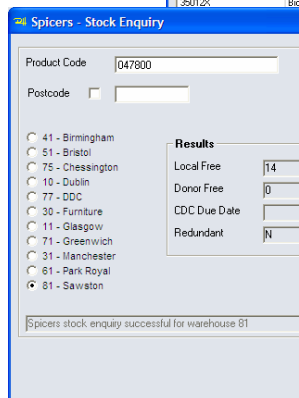 35012X
Spicers - Stock Enquiry
Product Code 047800
Postcode
41 - Birmingham
51 - Bristol
75 - Chessington
10 - Dublin
77 - DDC
30 - Furniture
11 - Glasgow
71 - Greenwich
31 - Manchester
61 - Park Royal
81 - Sawston
Results
Local Free 14
Donor Free 0
CDC Due Date
Redundant N
Spicers stock enquiry successful for warehouse 81